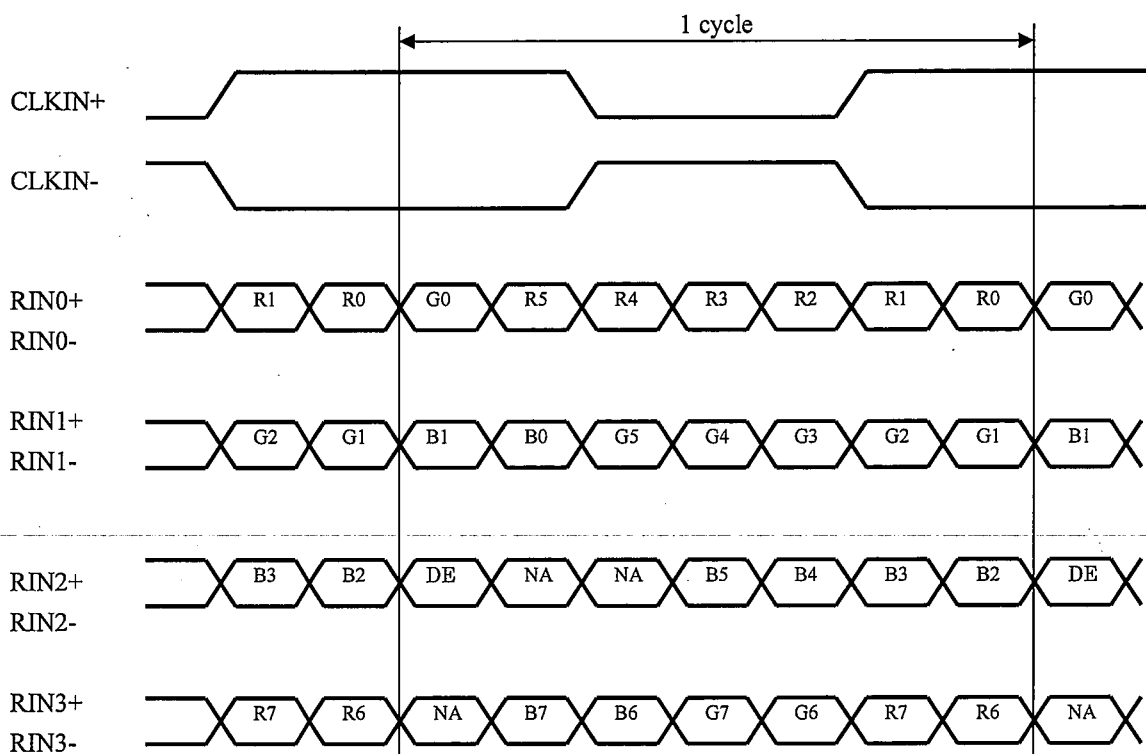 1 cycle
CLKIN+
CLKIN-
RIN0+
R1 R0 G0 R5 R4 R3 R2 R1 R0 G0
RIN0-
RIN1+
G2 G1 B1 B0 G5 G4 G3 G2 G1 B1
RIN1-
RIN2+
B3 B2 DE NA NA B5 B4 B3 B2 DE
RIN2-
RIN3+
R7 R6 NA B7 B6 G7 G6 R7 R6 NA
RIN3-